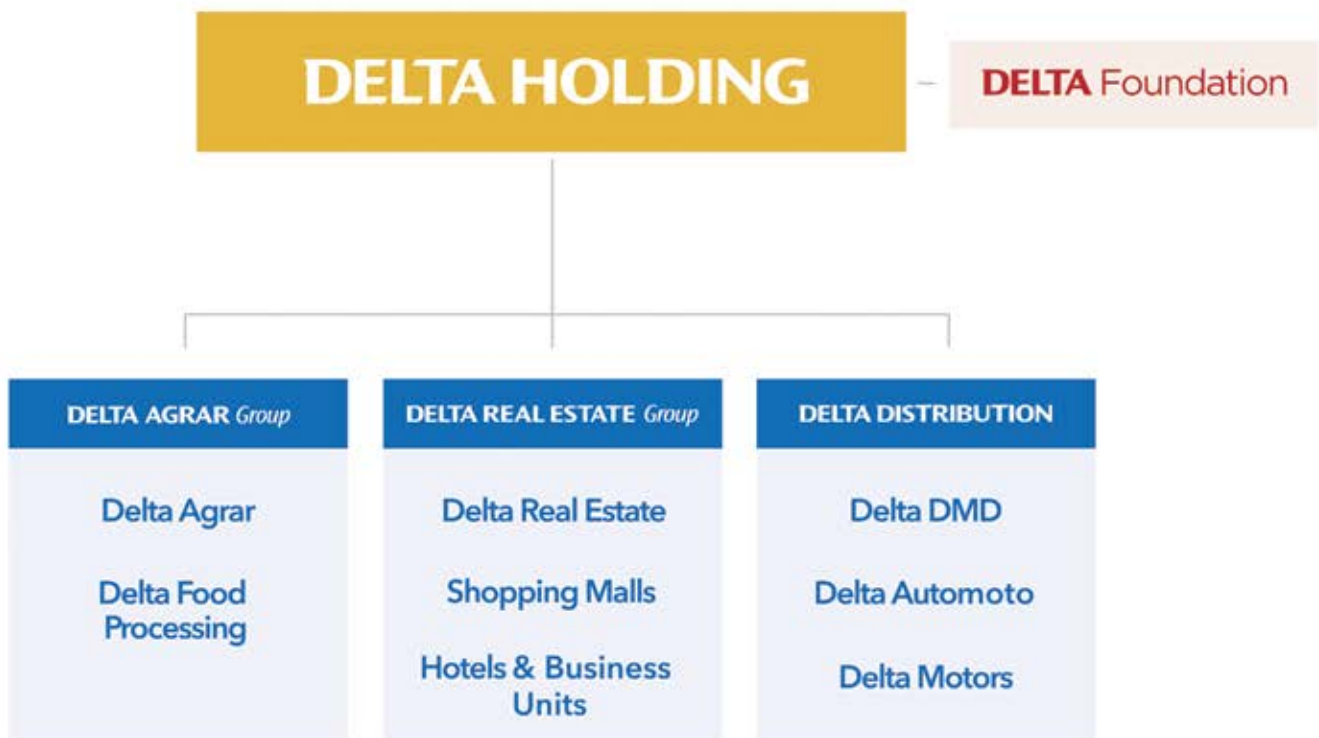 DELTA HOLDING
DELTA Foundation
DELTA AGRAR Group
Delta Agrar
Delta Food
Processing
DELTA REAL ESTATE Group
Delta Real Estate
Shopping Malls
Hotels & Business
Units
DELTA DISTRIBUTION
Delta DMD
Delta Automoto
Delta Motors